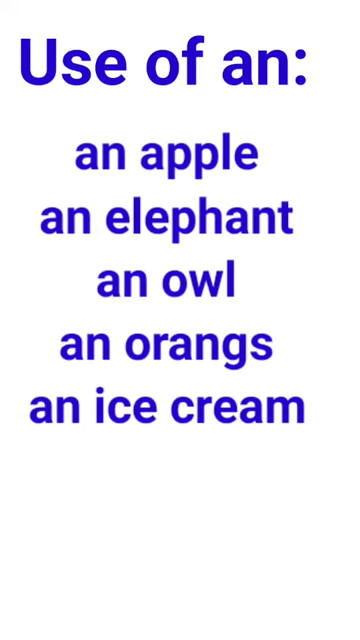 Use of an:
an apple
an elephant
an owl
an orangs
an ice cream